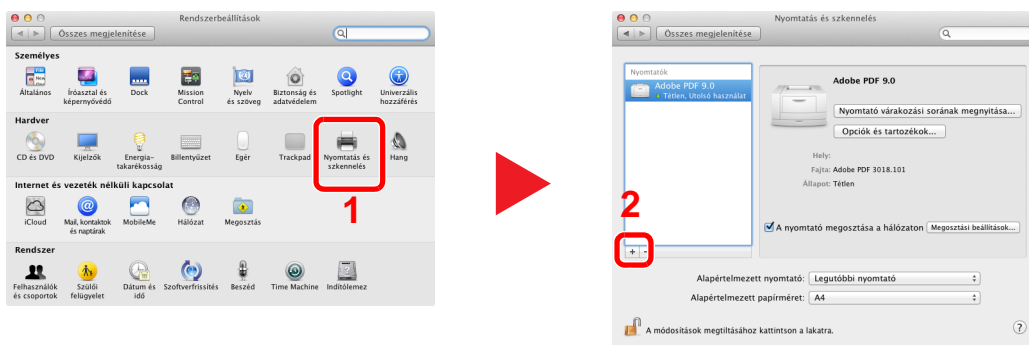 Rendszerbeállítások
Összes megjelenítése
Személyes
Általános
Íróasztal és
képernyővédő
Dock
Mission
Control
Nyelv
és szöveg
Biztonság és
adatvédelem
Spotlight
Univerzális
hozzáférés
Hardver
CD és DVD
Kijelzők
Energia-
takarékosság
Billentyűzet
Egér
Trackpad
Nyomtatás és
szkennelés
Hang
1
Internet és vezeték nélküli kapcsolat
iCloud
Mail, kontaktok
és naptárak
MobileMe
Hálózat
Megosztás
Rendszer
Felhasználók
és csoportok
Szülői
felügyelet
Dátum és
idő
Szoftverfrissítés
Beszéd
Time Machine
Indítólemez
Nyomtatás és szkennelés
Összes megjelenítése
Nyomtatók
Adobe PDF 9.0
Tétlen, Utolsó használat
2
+ -
Adobe PDF 9.0
Nyomtató várakozási sorának megnyitása...
Opciók és tartozékok...
Hely:
Fajta: Adobe PDF 3018.101
Állapot: Tétlen
A nyomtató megosztása a hálózaton
Megosztási beállítások...
Alapértelmezett nyomtató: Legutóbbi nyomtató
Alapértelmezett papírméret: A4
A módosítások megtiltásához kattintson a lakatra.
?